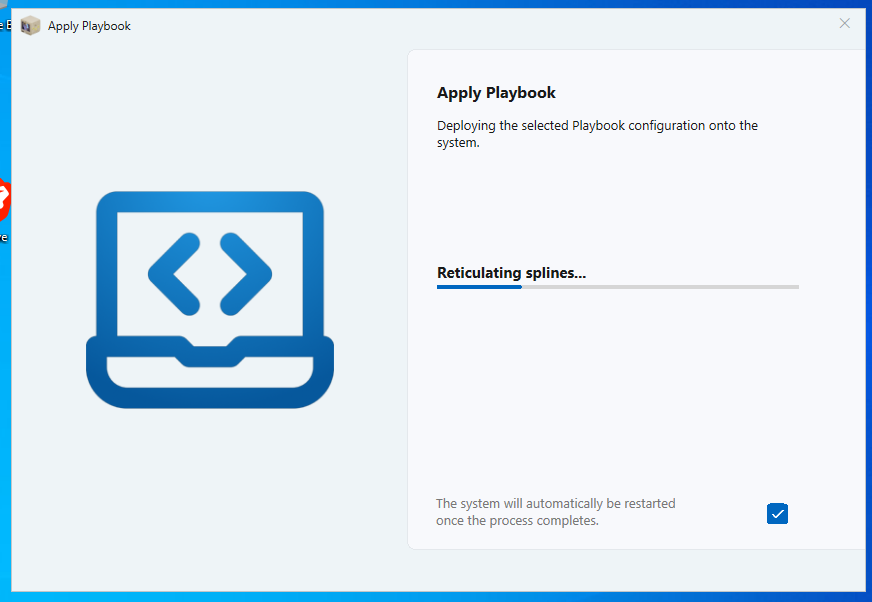 Apply Playbook
Apply Playbook
Deploying the selected Playbook configuration onto the
system.
Reticulating splines...
The system will automatically be restarted
once the process completes.